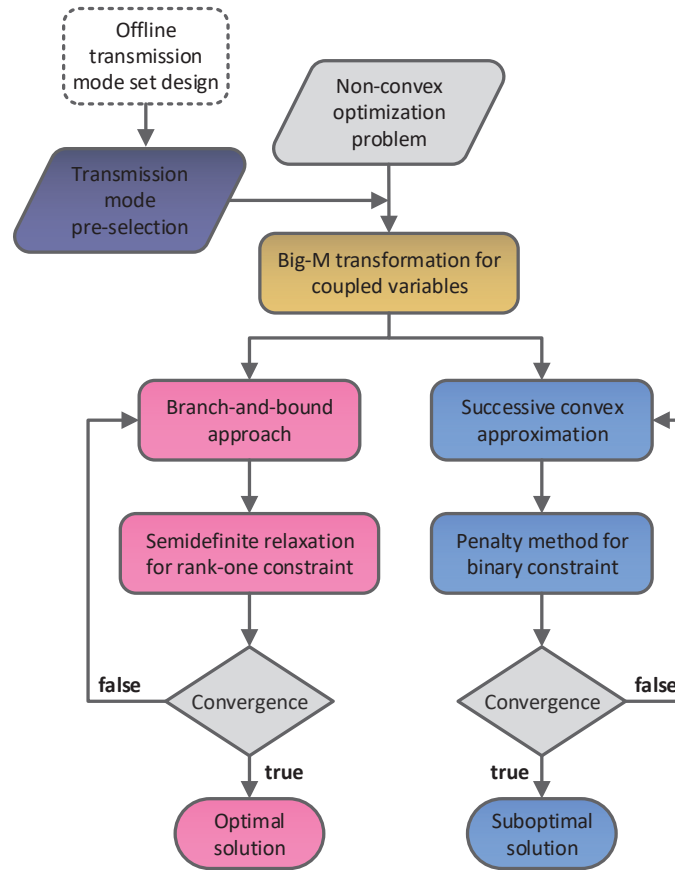 Offline
transmission
mode set design
Non-convex
optimization
problem
Transmission
mode
pre-selection
Big-M transformation for
coupled variables
Branch-and-bound
approach
Successive convex
approximation
Semidefinite relaxation
for rank-one constraint
Penalty method for
binary constraint
false
Convergence
true
Convergence
false
true
Optimal
solution
Suboptimal
solution